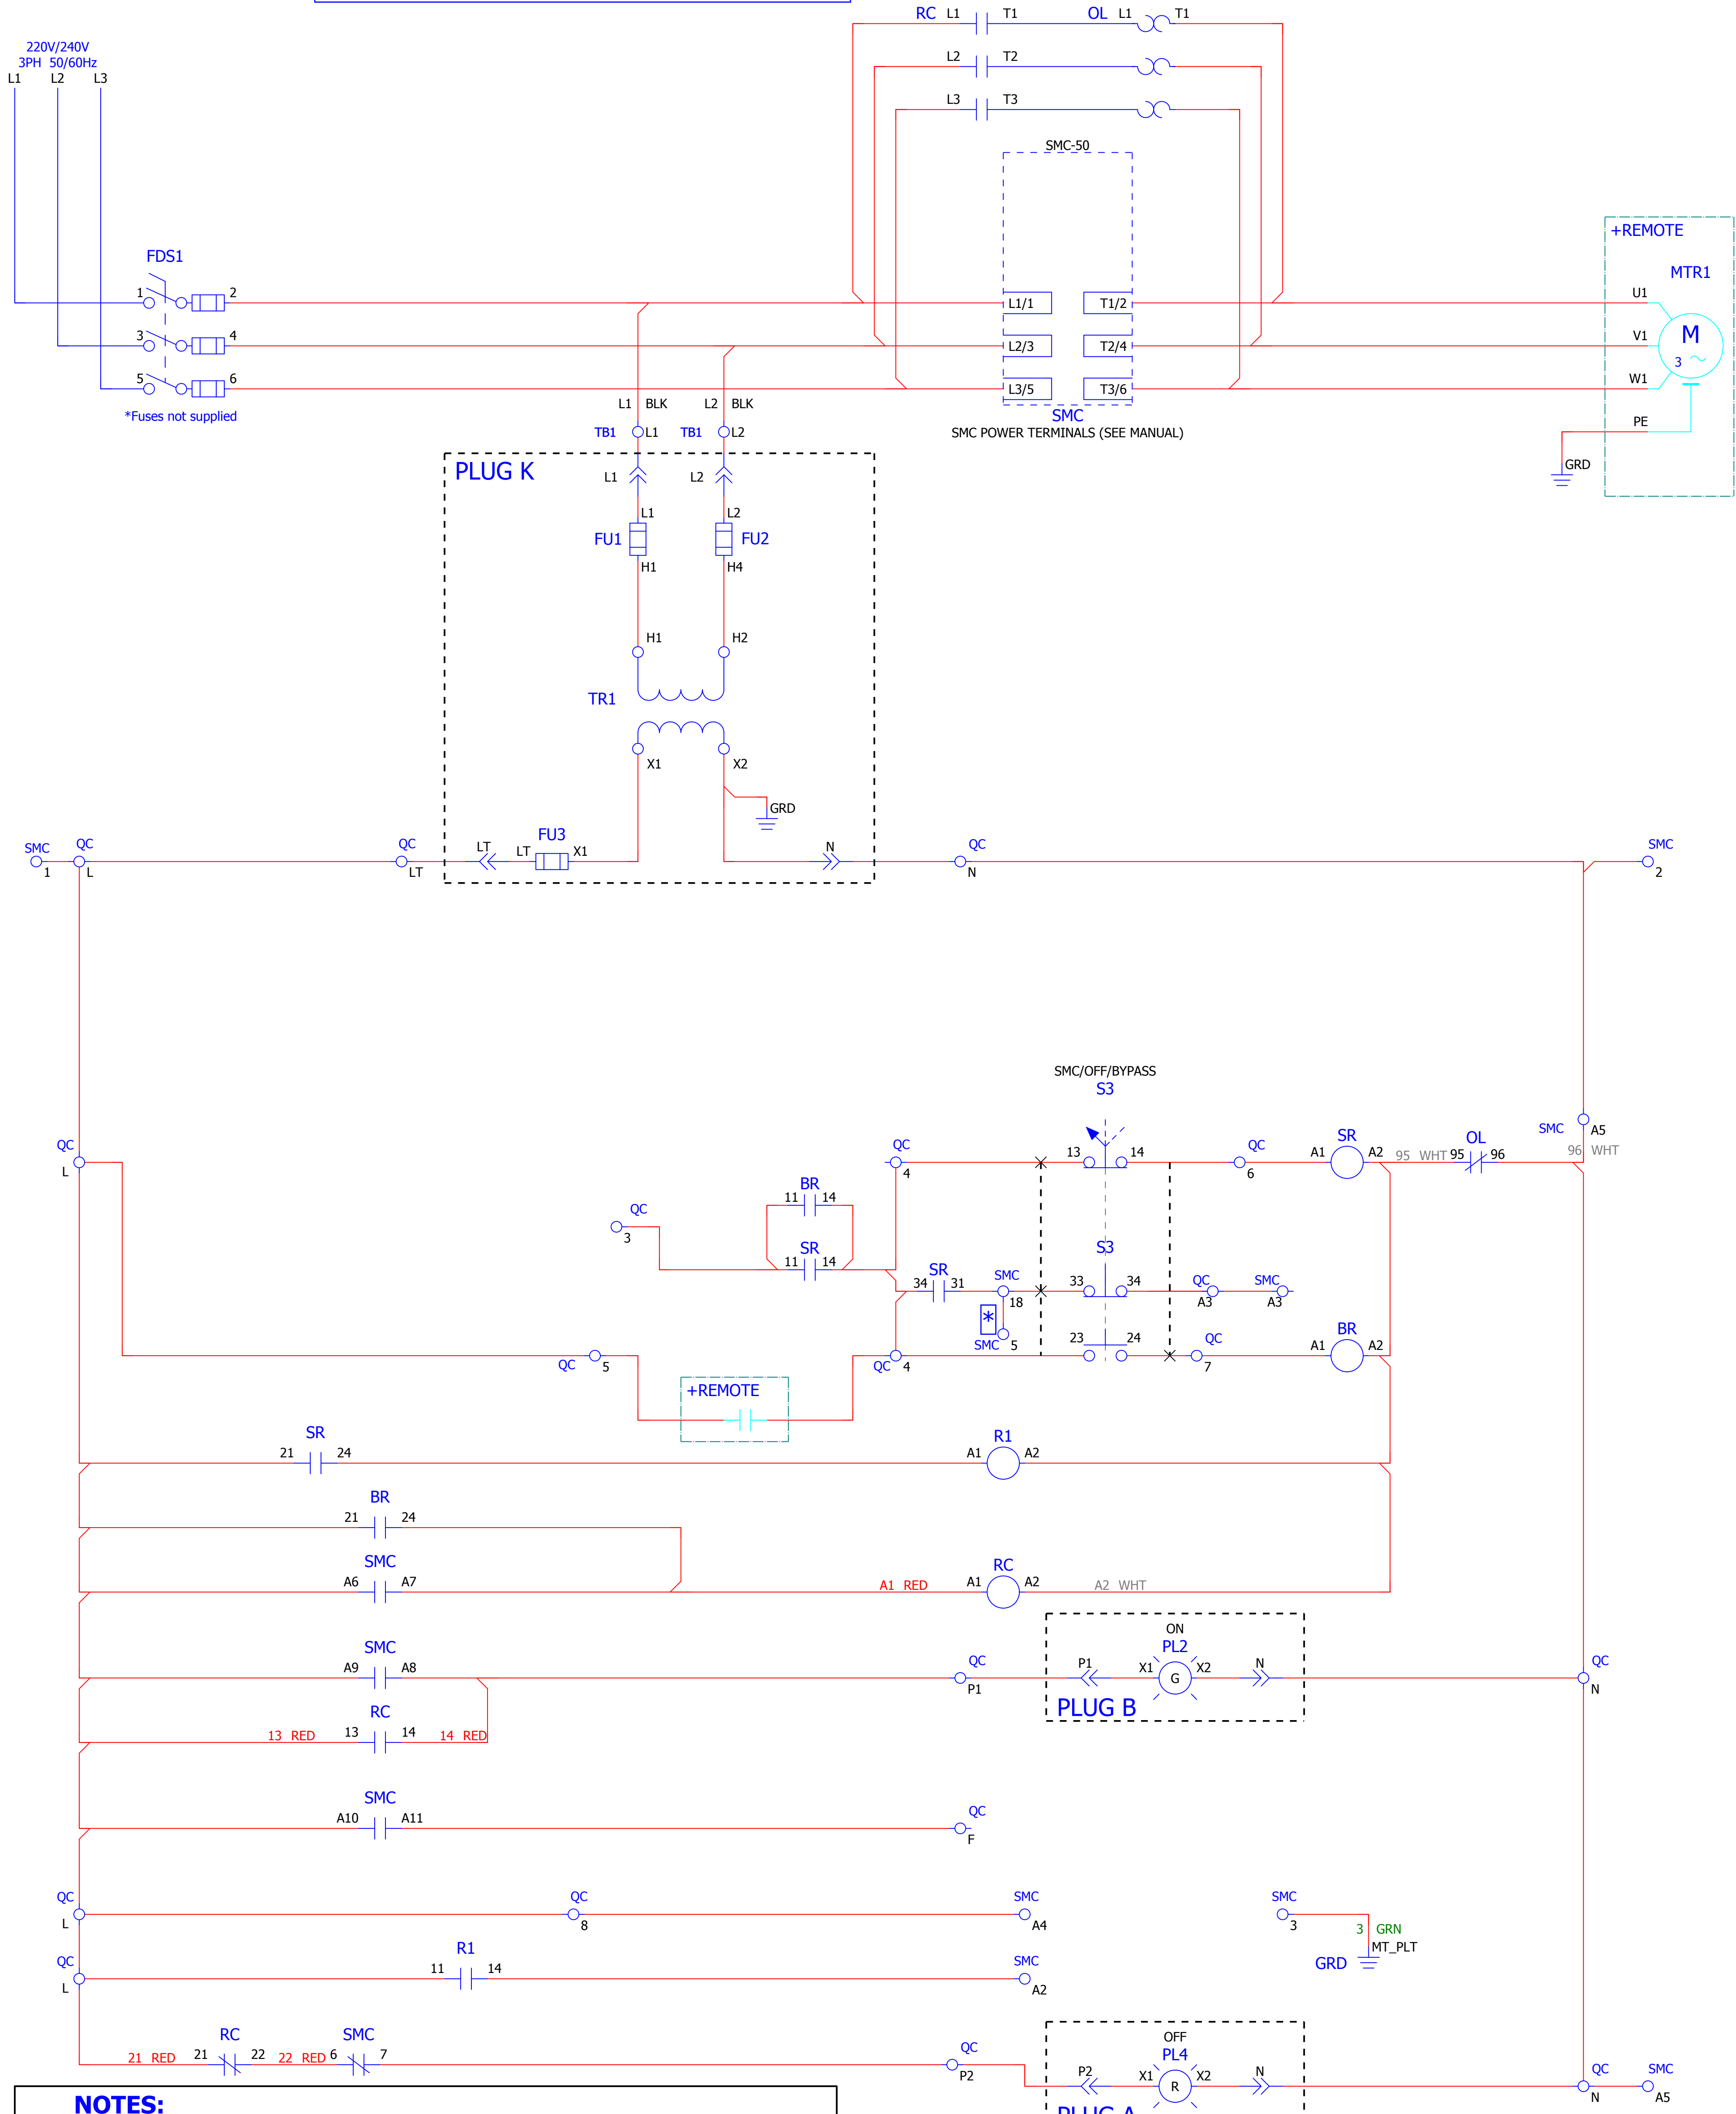 RC L1 T1 OL L1 T1
220V/240V
3PH 50/60Hz
L1 L2 L3
L2 T2
L3 T3
SMC-50
+REMOTE
MTR1
FDS1
1 2
L1/1 T1/2
U1
3 4
L2/3 T2/4
V1
M
3
5 6
L3/5 T3/6
W1
*Fuses not supplied
SMC
SMC POWER TERMINALS (SEE MANUAL)
PE
GRD
L1 BLK L2 BLK
TB1 L1 TB1 L2
PLUG K
L1 L2
L1 L2
FU1 FU2
H1 H4
H1 H2
TR1
X1 X2
GRD
SMC QC QC FU3 QC SMC
LT LT X1 N
1 L LT N 2
SMC/OFF/BYPASS
S3
SMC A5
QC QC 13 14 QC SR OL
A1 A2 95 WHT 95 96 96 WHT
L 4 6
BR
11 14
QC
3
SR
11 14
S3
SR SMC QC SMC
34 31 33 34
18 A3 A3
*
SMC 5
23 24 QC BR
A1 A2
QC 5 QC 4 7
+REMOTE
SR R1
21 24 A1 A2
BR
21 24
SMC RC
A6 A7 A1 RED A1 A2 A2 WHT
ON
SMC PL2
A9 A8 QC P1 X1 X2 N QC
G
P1 N
PLUG B
RC
13 RED 13 14 14 RED
SMC
A10 A11 QC
F
QC QC SMC SMC
L 8 A4 3
3 GRN
MT_PLT
GRD
QC R1 SMC
11 14
L A2
RC SMC OFF
21 RED 21 22 22 RED 6 7 QC PL4
P2 P2 X1 X2 N QC SMC
R
N A5
PLUG A
NOTES: